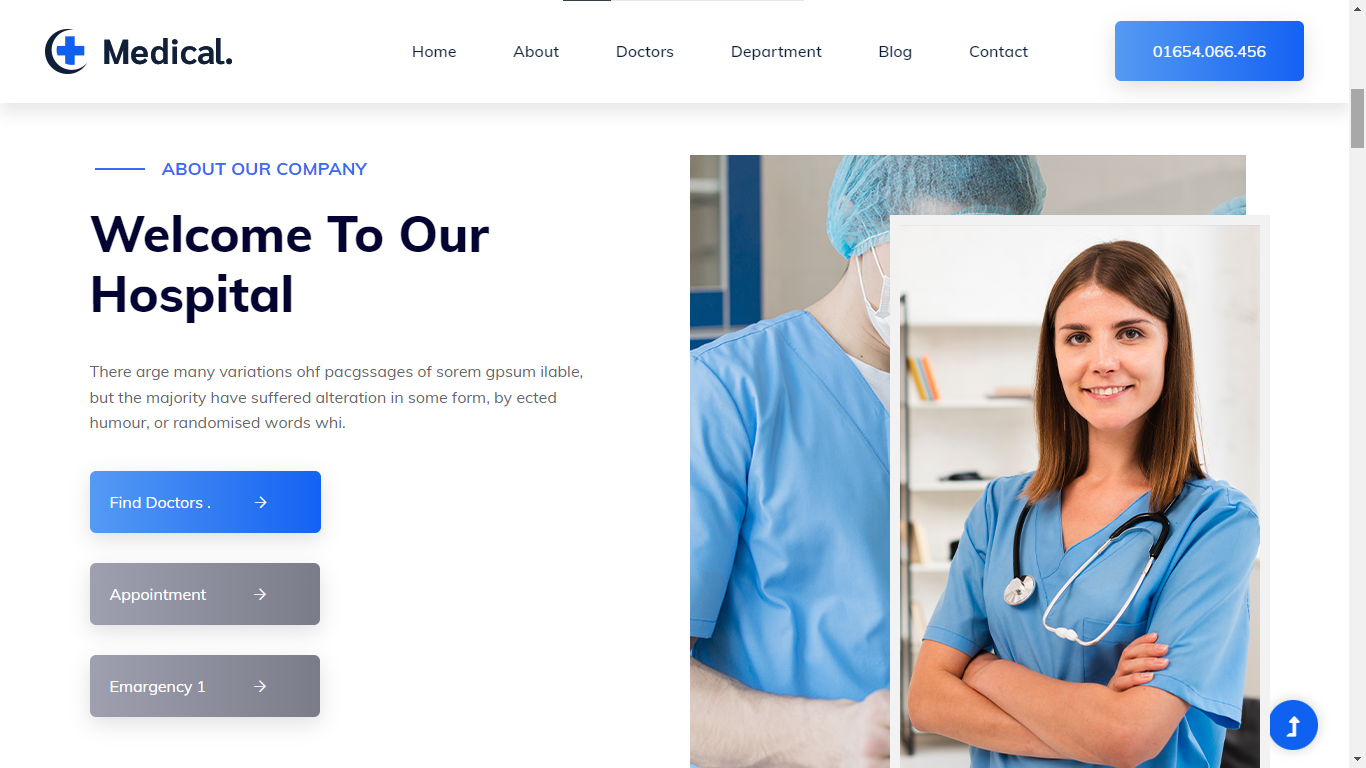 Medical.
Home About Doctors Department Blog Contact 01654.066.456
ABOUT OUR COMPANY
Welcome To Our
Hospital
There arge many variations ohf pacgssages of sorem gpsum ilable,
but the majority have suffered alteration in some form, by ected
humour, or randomised words whi.
Find Doctors .
Appointment
Emargency 1